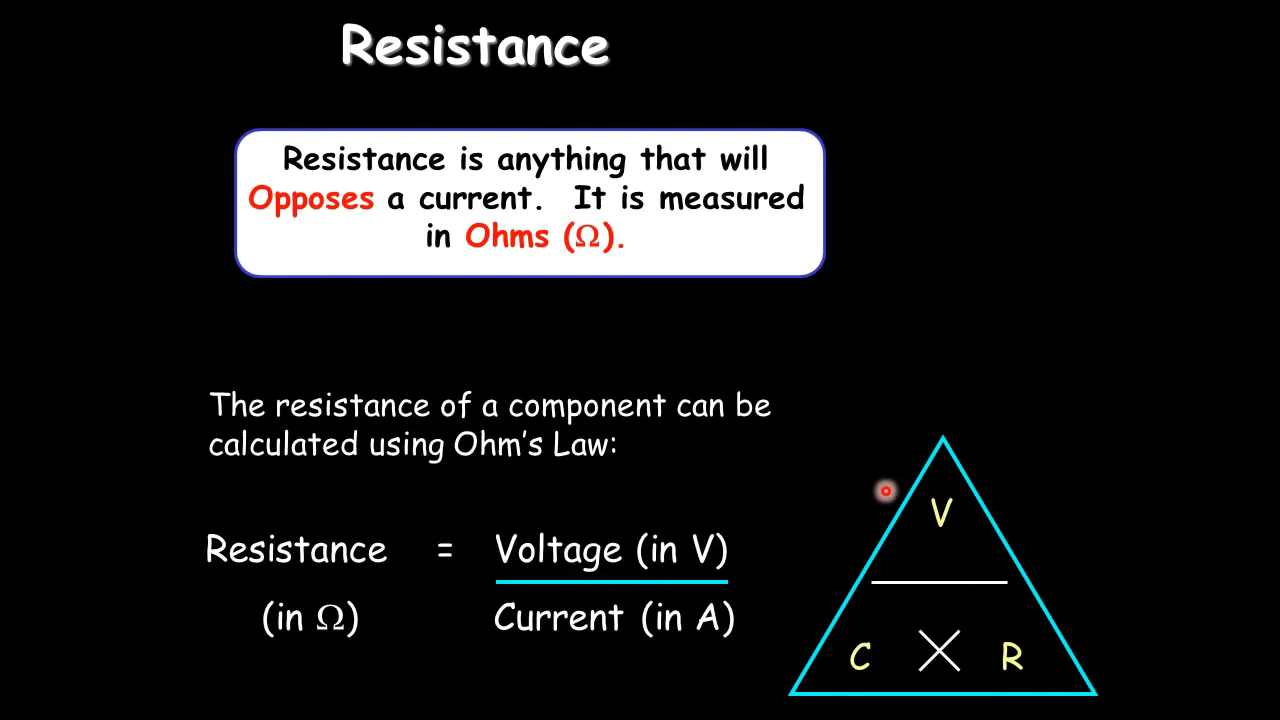 Resistance
Resistance is anything that will
Opposes a current. It is measured
in Ohms (Ω).
The resistance of a component can be
calculated using Ohm's Law:
Resistance = Voltage (in V)
(in Ω) Current (in A)
V
C R